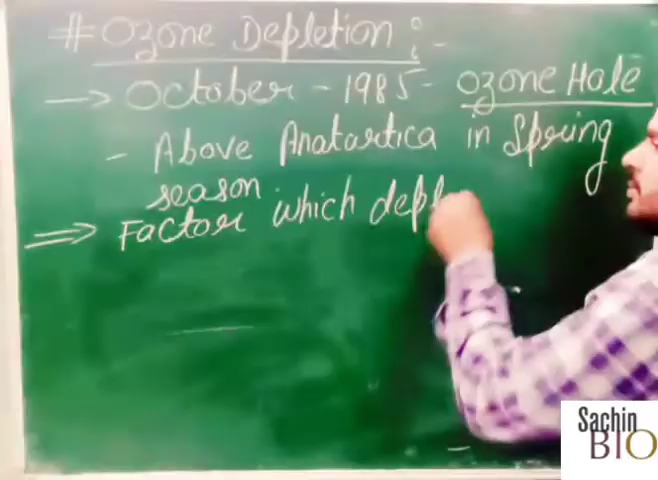 # Ozone Depletion :-
→ October - 1985 - Ozone Hole
- Above Anatartica in Spring
season
⇒ Factor which depl
Sachin
BIO